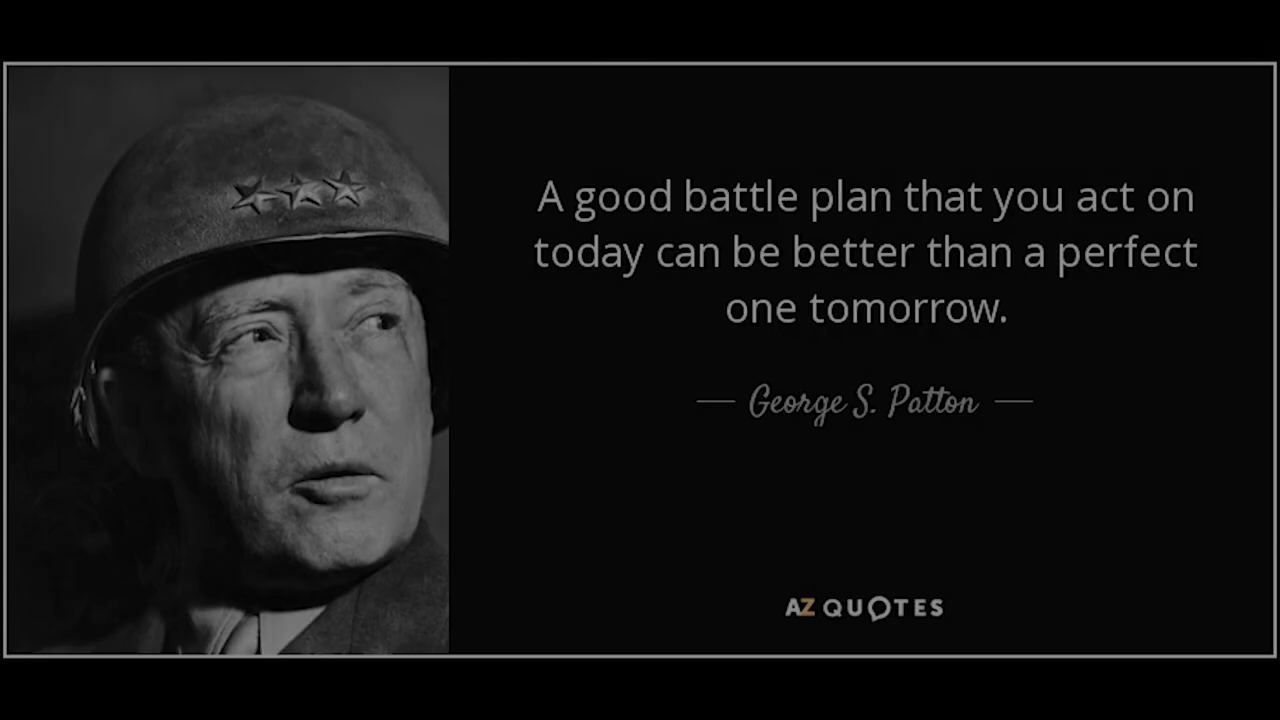 A good battle plan that you act on
today can be better than a perfect
one tomorrow.
— George S. Patton —
AZ QUOTES